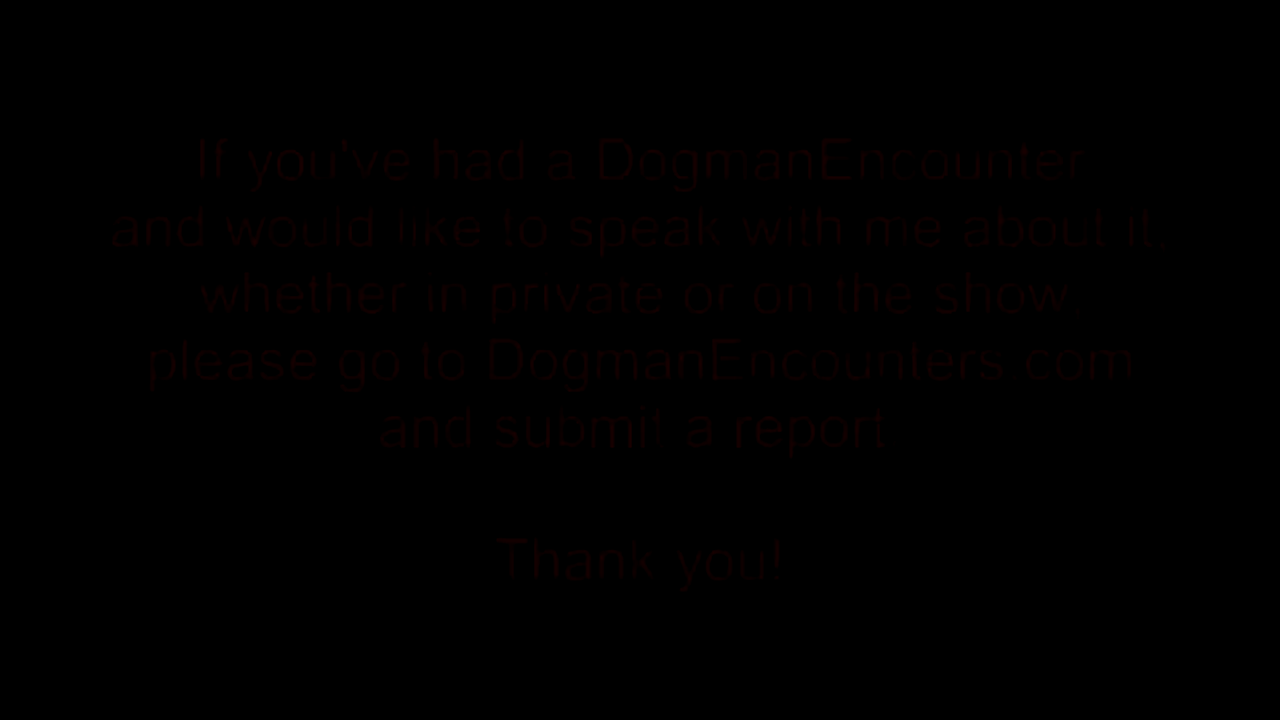 If you've had a DogmanEncounter
and would like to speak with me about it,
whether in private or on the show,
please go to DogmanEncounters.com
and submit a report.
Thank you!